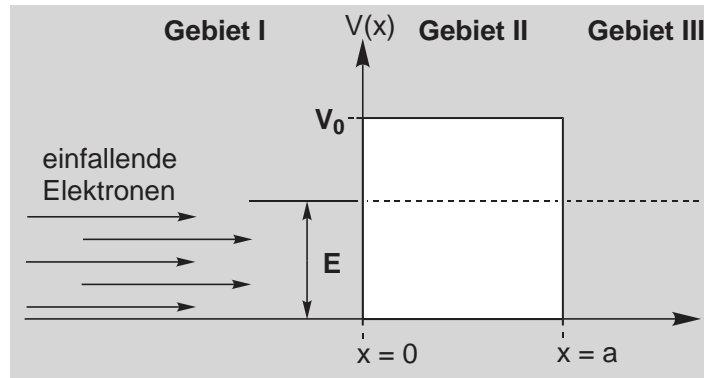 Gebiet I
V(x)
Gebiet II
Gebiet III
V0
einfallende
Elektronen
E
x = 0
x = a